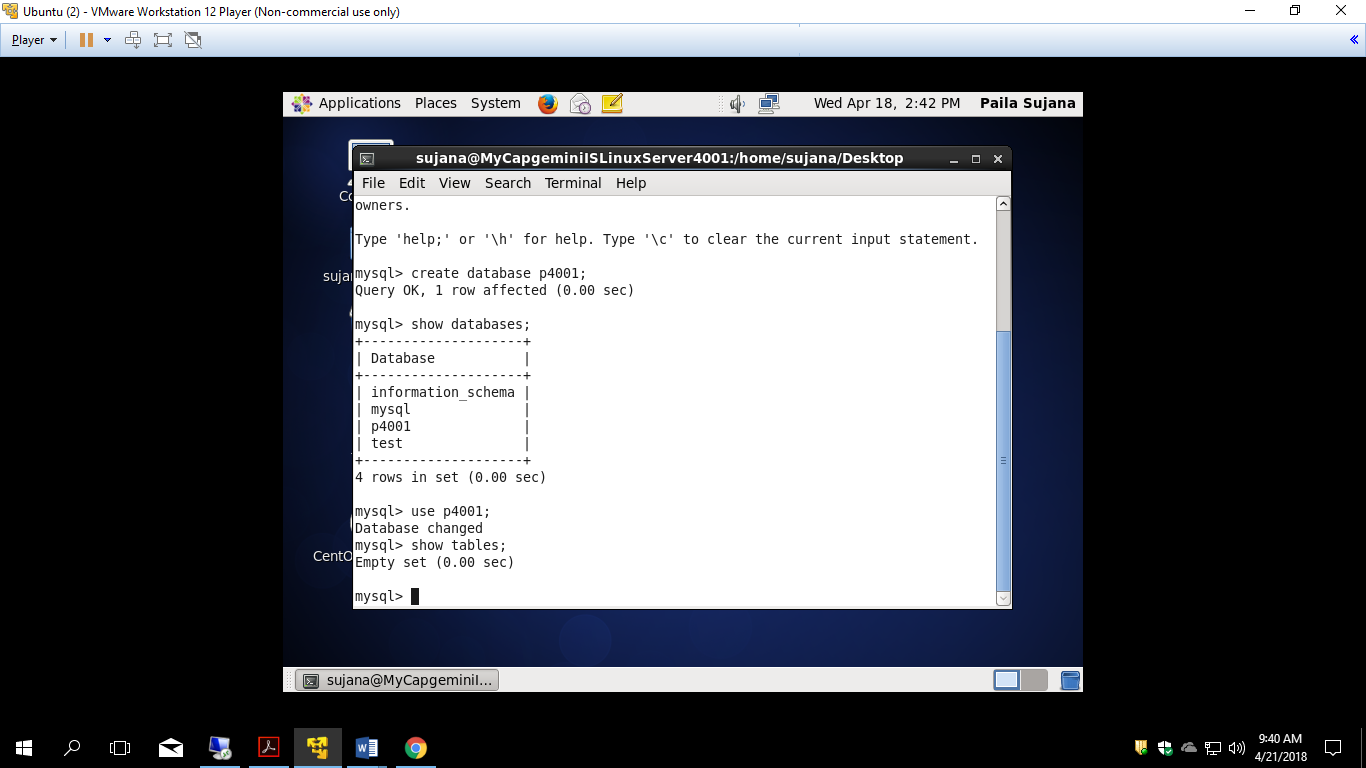 Ubuntu (2) - VMware Workstation 12 Player (Non-commercial use only)
Player
Applications Places System Wed Apr 18, 2:42 PM Paila Sujana
sujana@MyCapgeminiISLinuxServer4001:/home/sujana/Desktop
File Edit View Search Terminal Help
owners.
Type 'help;' or '\h' for help. Type '\c' to clear the current input statement.
mysql> create database p4001;
Query OK, 1 row affected (0.00 sec)
mysql> show databases;
+--------------------+
| Database           |
+--------------------+
| information_schema |
| mysql              |
| p4001              |
| test               |
+--------------------+
4 rows in set (0.00 sec)
mysql> use p4001;
Database changed
mysql> show tables;
Empty set (0.00 sec)
mysql>
sujana@MyCapgeminiI...
9:40 AM
4/21/2018